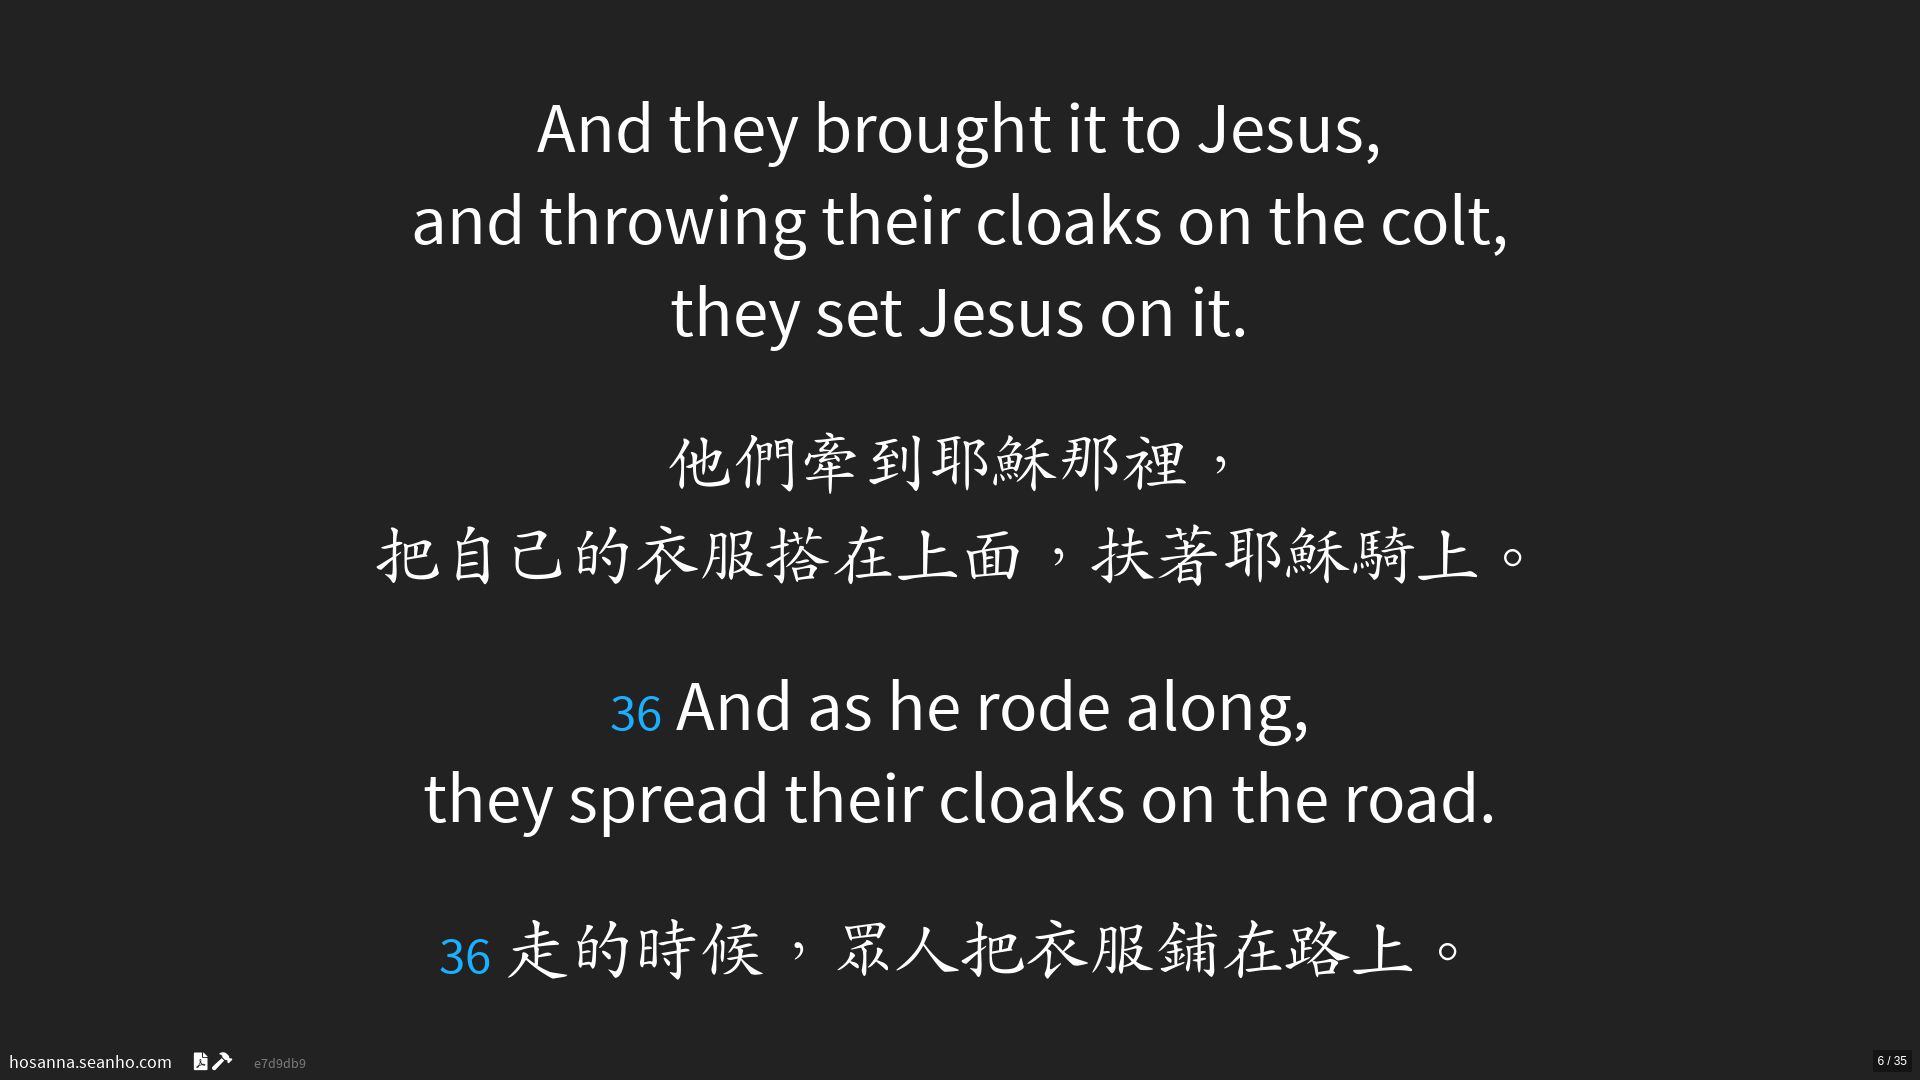 And they brought it to Jesus,
and throwing their cloaks on the colt,
they set Jesus on it.
他們牽到耶穌那裡，
把自己的衣服搭在上面，扶著耶穌騎上。
36 And as he rode along,
they spread their cloaks on the road.
36 走的時候，眾人把衣服鋪在路上。
hosanna.seanho.com e7d9db9 6 / 35